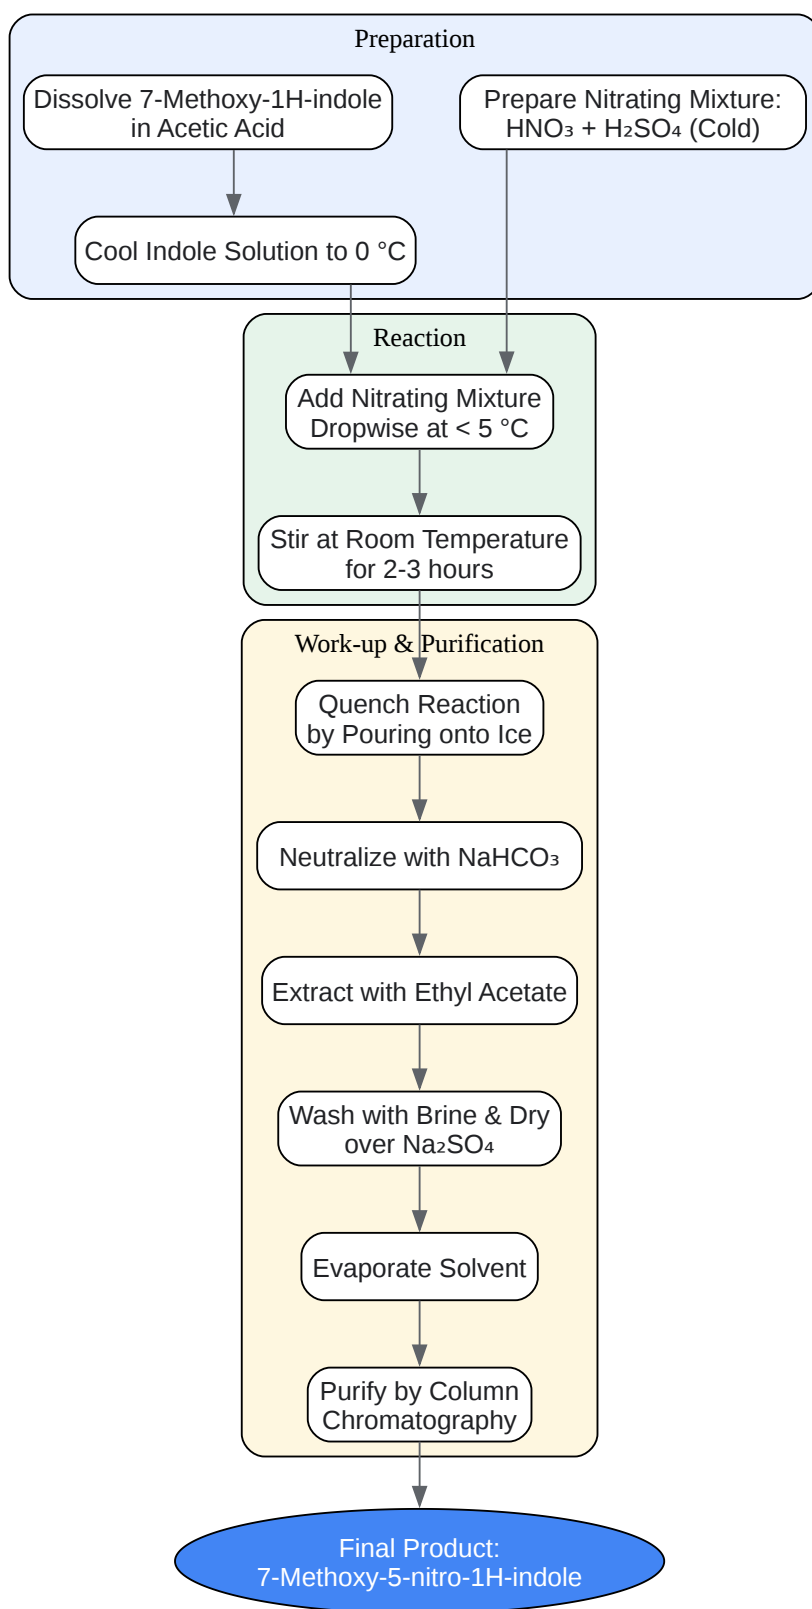 Preparation
Dissolve 7-Methoxy-1H-indole
in Acetic Acid
Prepare Nitrating Mixture:
HNO₃ + H₂SO₄ (Cold)
Cool Indole Solution to 0 °C
Reaction
Add Nitrating Mixture
Dropwise at < 5 °C
Stir at Room Temperature
for 2-3 hours
Work-up & Purification
Quench Reaction
by Pouring onto Ice
Neutralize with NaHCO₃
Extract with Ethyl Acetate
Wash with Brine & Dry
over Na₂SO₄
Evaporate Solvent
Purify by Column
Chromatography
Final Product:
7-Methoxy-5-nitro-1H-indole